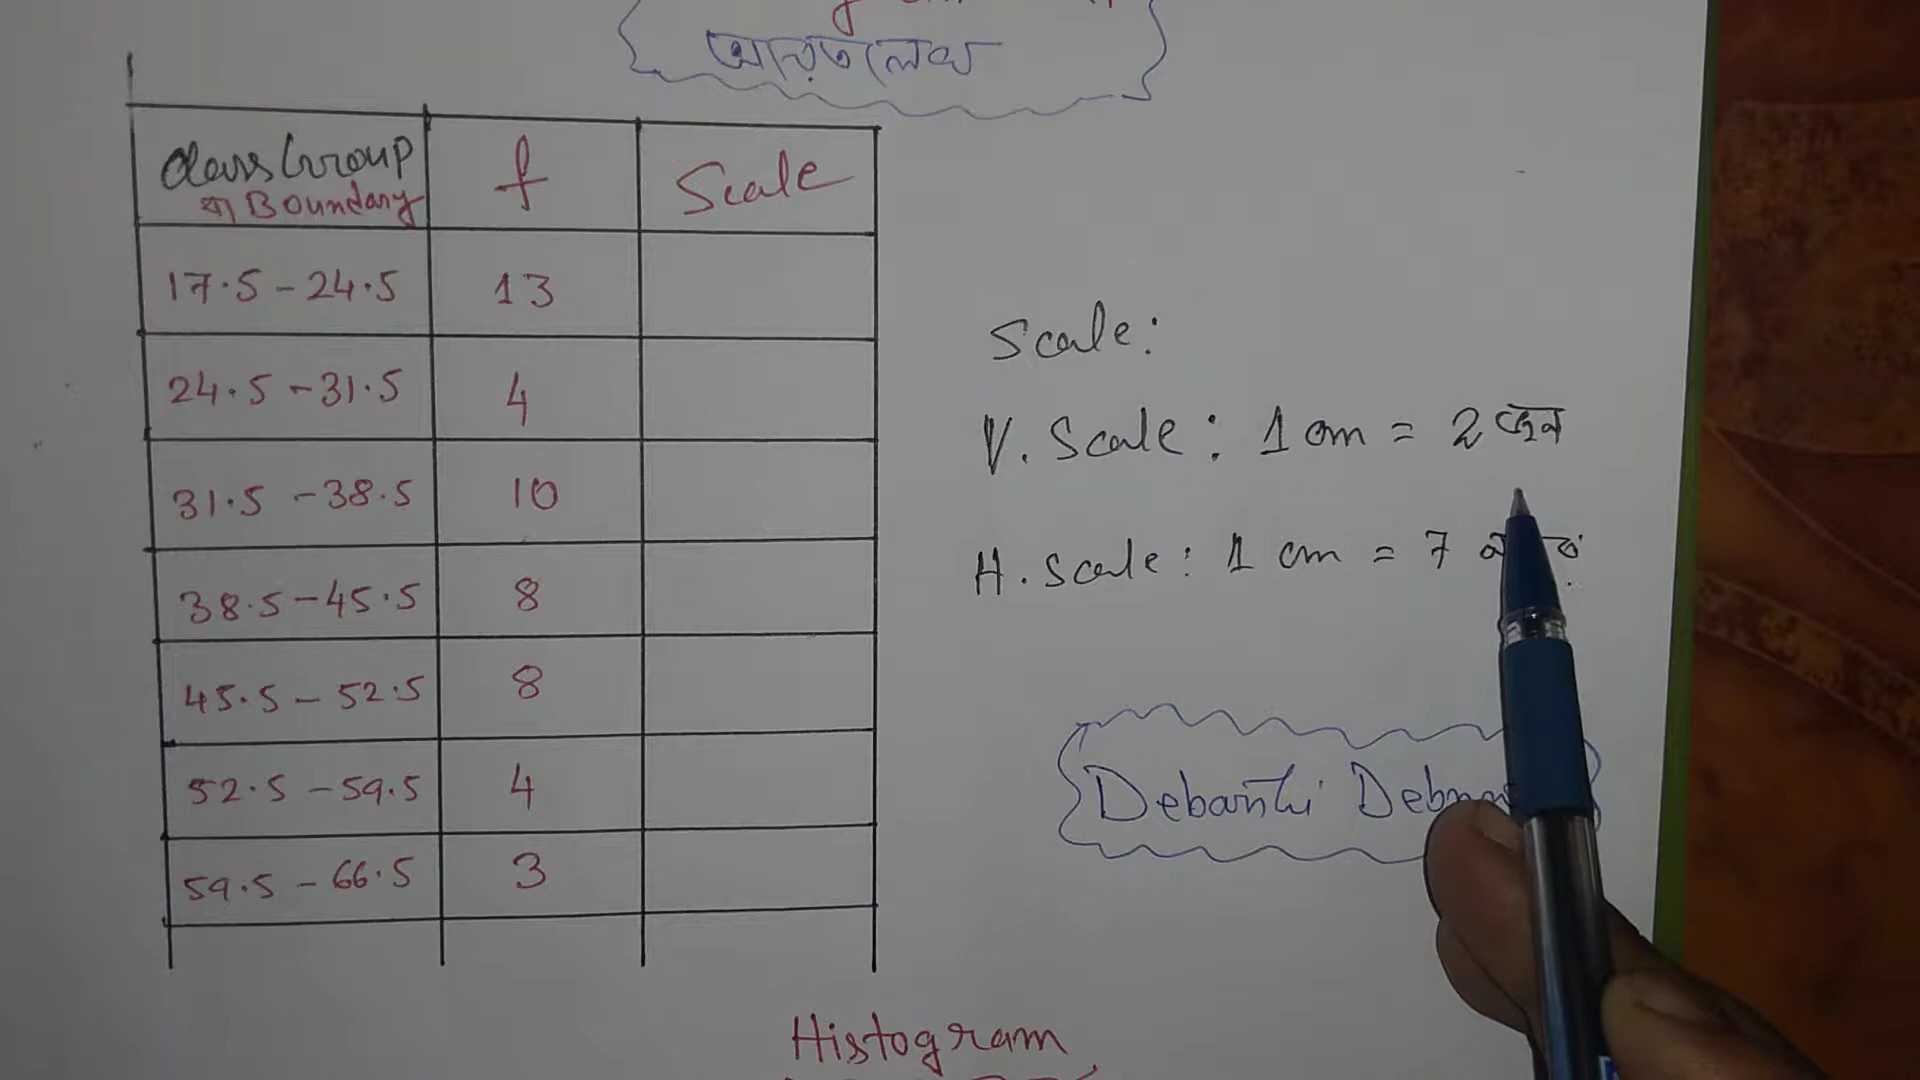 আয়তলেখ
Class Group f Scale
বা Boundary
17.5 - 24.5 13
24.5 - 31.5 4
31.5 - 38.5 10
38.5 - 45.5 8
45.5 - 52.5 8
52.5 - 59.5 4
59.5 - 66.5 3
Scale:
V. Scale: 1 cm = 2 জন
H. Scale: 1 cm = 7
Histogram